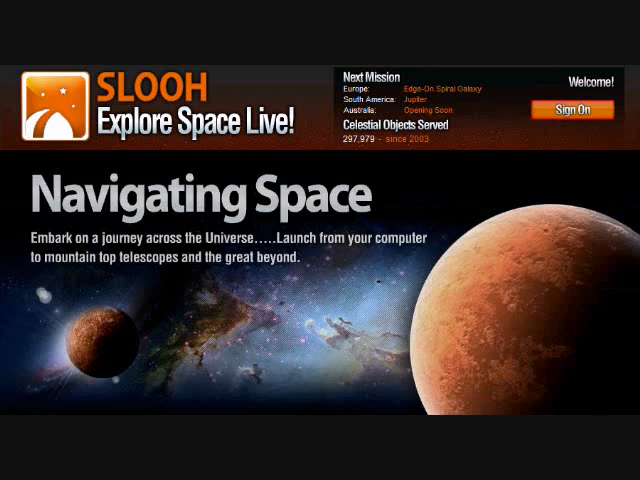 SLOOH
Explore Space Live!
Next Mission
Europe: Edge-On Spiral Galaxy
South America: Jupiter
Australia: Opening Soon
Celestial Objects Served
297,979 - since 2003
Welcome!
Sign On
Navigating Space
Embark on a journey across the Universe.....Launch from your computer
to mountain top telescopes and the great beyond.